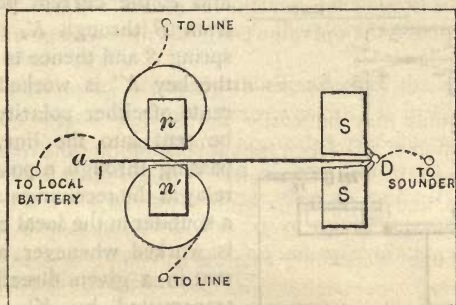 TO LINE
n
S
a
D
TO LOCAL
BATTERY
TO
SOUNDER
n'
S
TO LINE